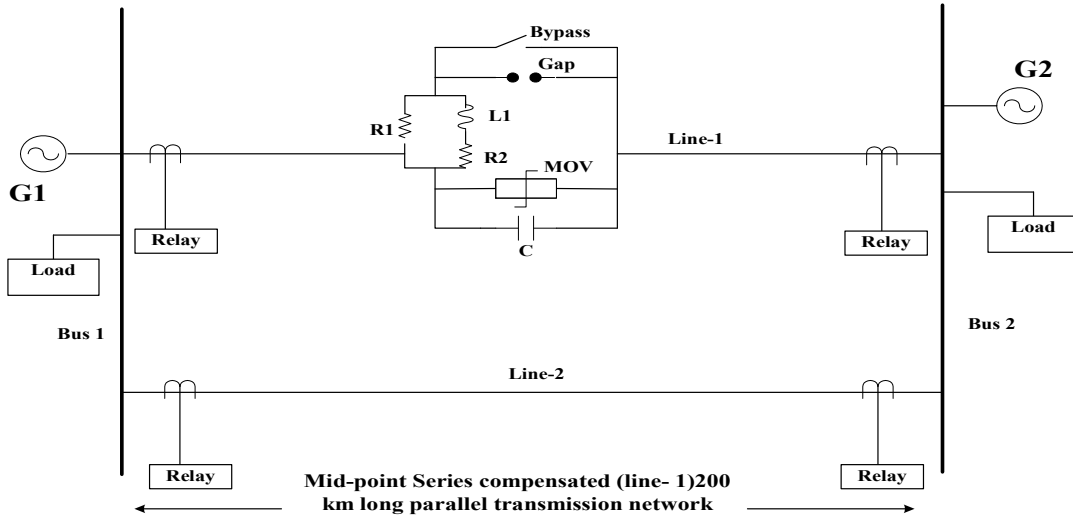 Bypass
Gap
G2
L1
R1
Line-1
R2
MOV
G1
Relay
Relay
Load
Load
C
Bus 1
Bus 2
Line-2
Relay
Relay
Mid-point Series compensated (line- 1)200
km long parallel transmission network